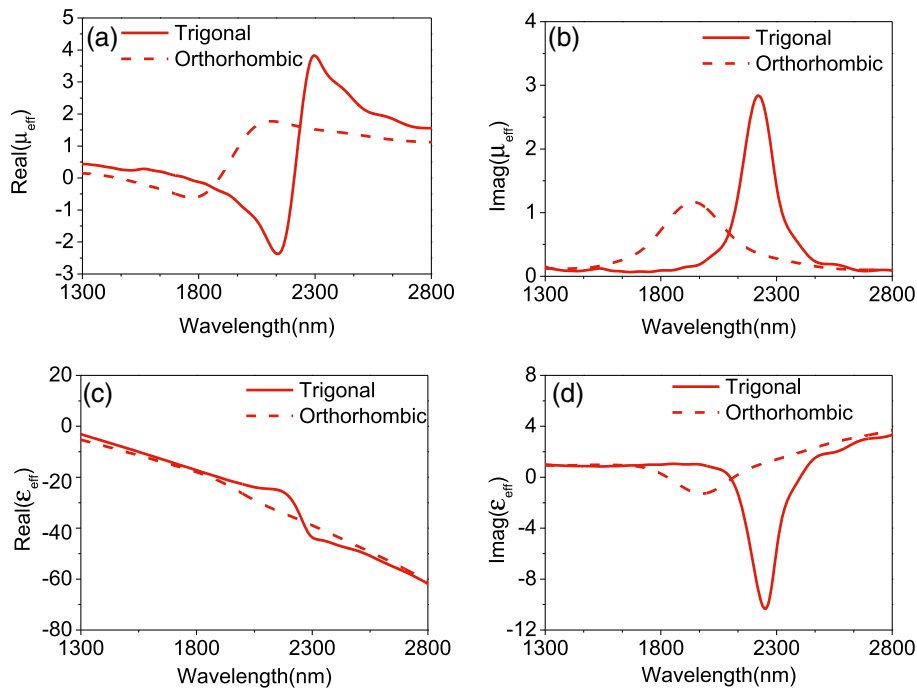 (a)
Trigonal
Orthorhombic
Real(μeff)
5
4
3
2
1
0
-1
-2
-3
1300 1800 2300 2800
Wavelength(nm)
(b)
Trigonal
Orthorhombic
Imag(μeff)
4
3
2
1
0
1300 1800 2300 2800
Wavelength(nm)
(c)
Trigonal
Orthorhombic
Real(εeff)
20
0
-20
-40
-60
-80
1300 1800 2300 2800
Wavelength(nm)
(d)
Trigonal
Orthorhombic
Imag(εeff)
12
8
4
0
-4
-8
-12
1300 1800 2300 2800
Wavelength(nm)